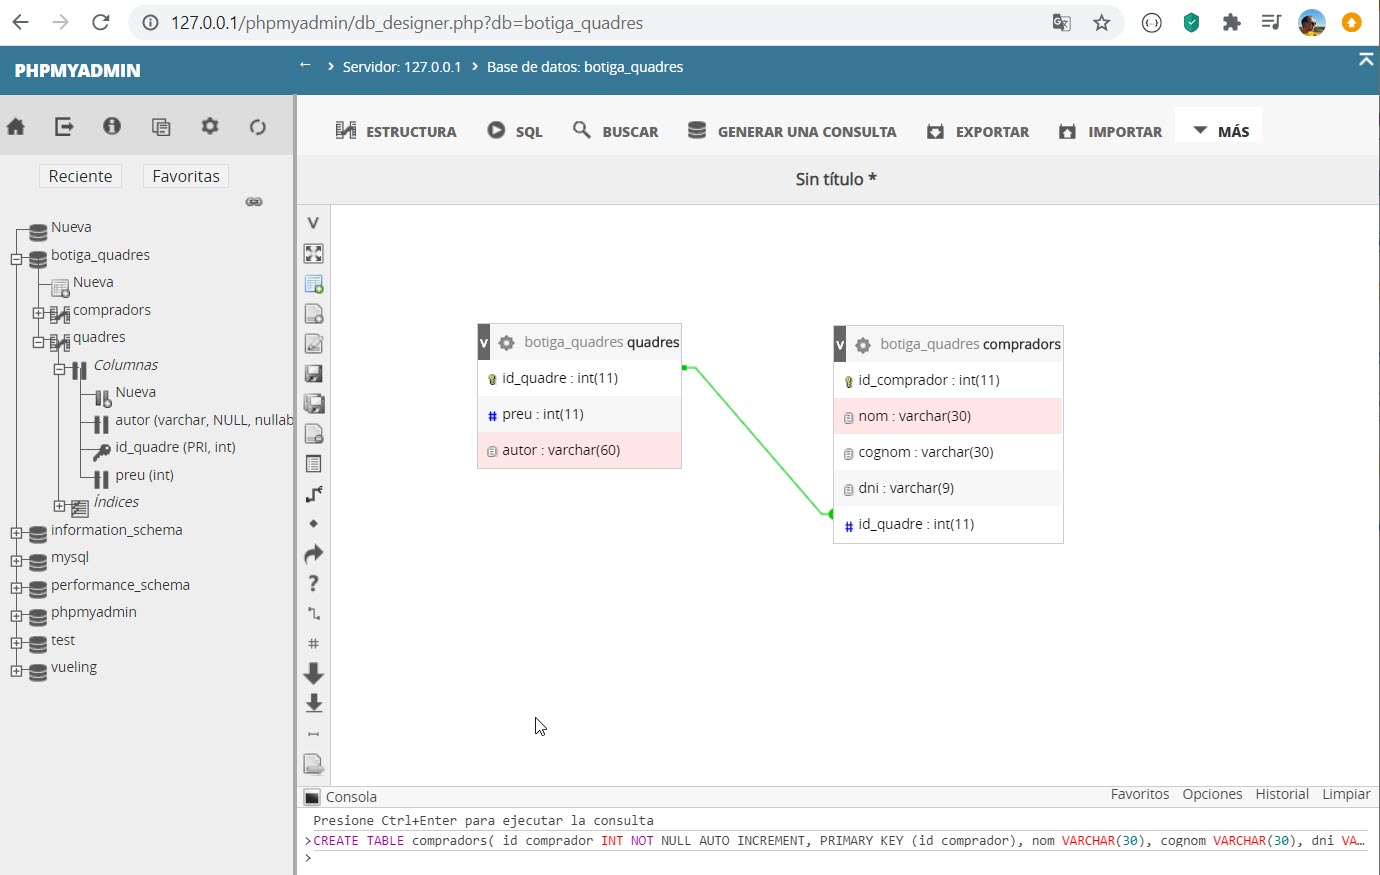 127.0.0.1/phpmyadmin/db_designer.php?db=botiga_quadres
PHPMYADMIN
Servidor: 127.0.0.1 Base de datos: botiga_quadres
ESTRUCTURA SQL BUSCAR GENERAR UNA CONSULTA EXPORTAR IMPORTAR MÁS
Reciente Favoritas
Sin título *
Nueva
botiga_quadres
Nueva
compradors
quadres
Columnas
Nueva
autor (varchar, NULL, nullab
id_quadre (PRI, int)
preu (int)
Índices
information_schema
mysql
performance_schema
phpmyadmin
test
vueling
v botiga_quadres quadres
id_quadre : int(11)
# preu : int(11)
autor : varchar(60)
v botiga_quadres compradors
id_comprador : int(11)
nom : varchar(30)
cognom : varchar(30)
dni : varchar(9)
# id_quadre : int(11)
Consola Favoritos Opciones Historial Limpiar
Presione Ctrl+Enter para ejecutar la consulta
>CREATE TABLE compradors( id comprador INT NOT NULL AUTO INCREMENT, PRIMARY KEY (id comprador), nom VARCHAR(30), cognom VARCHAR(30), dni VA…
>